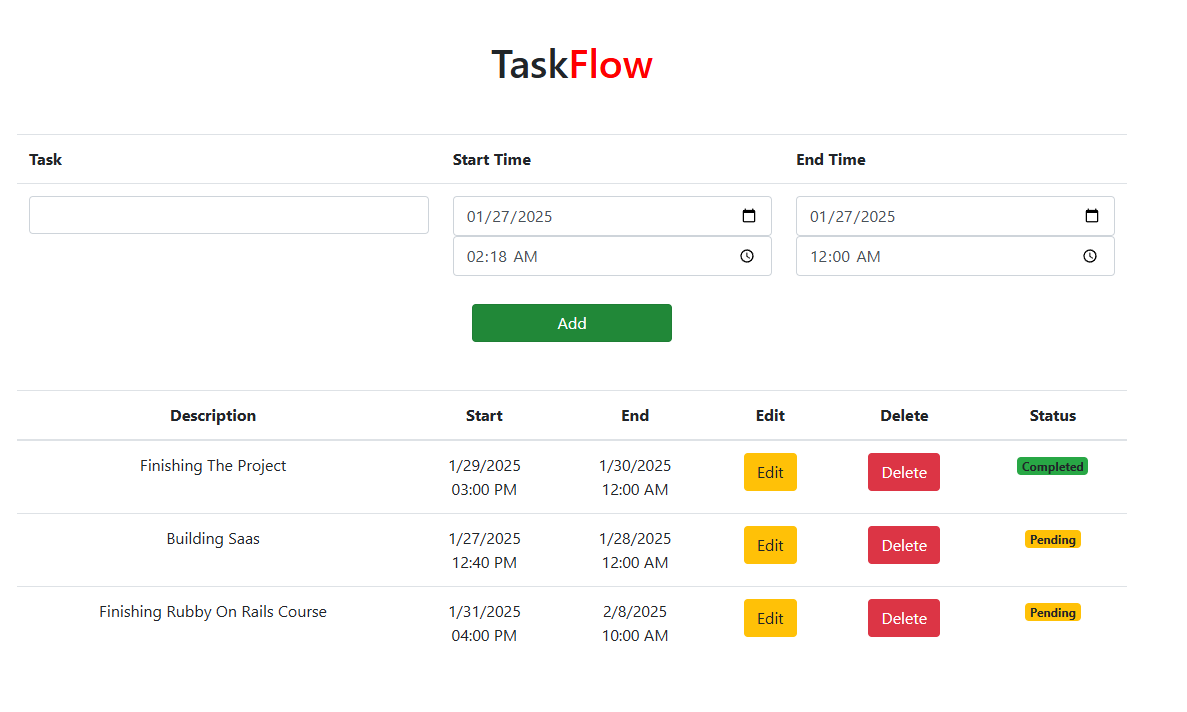 TaskFlow
Task Start Time End Time
01/27/2025 01/27/2025
02:18 AM 12:00 AM
Add
Description Start End Edit Delete Status
Finishing The Project 1/29/2025 1/30/2025 Edit Delete Completed
03:00 PM 12:00 AM
Building Saas 1/27/2025 1/28/2025 Edit Delete Pending
12:40 PM 12:00 AM
Finishing Rubby On Rails Course 1/31/2025 2/8/2025 Edit Delete Pending
04:00 PM 10:00 AM